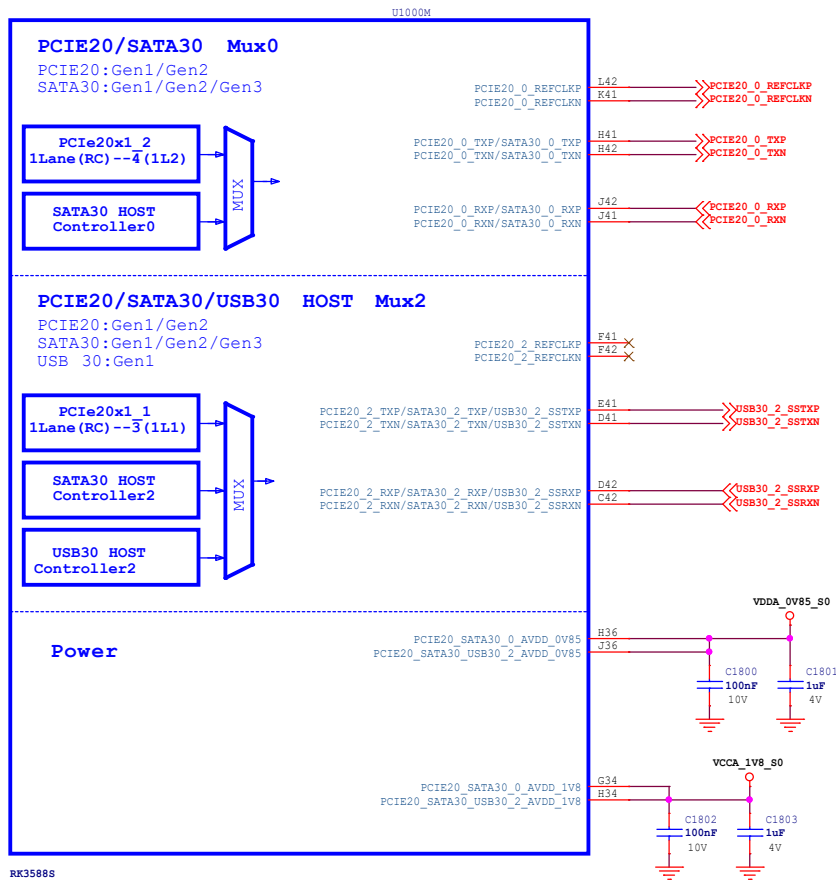 U1000M
PCIE20/SATA30 Mux0
PCIE20:Gen1/Gen2
SATA30:Gen1/Gen2/Gen3
PCIE20_0_REFCLKP L42 PCIE20_0_REFCLKP
PCIE20_0_REFCLKN K41 PCIE20_0_REFCLKN
PCIe20x1_2
1Lane(RC)--4(1L2)
MUX
PCIE20_0_TXP/SATA30_0_TXP H41 PCIE20_0_TXP
PCIE20_0_TXN/SATA30_0_TXN H42 PCIE20_0_TXN
SATA30 HOST
Controller0
PCIE20_0_RXP/SATA30_0_RXP J42 PCIE20_0_RXP
PCIE20_0_RXN/SATA30_0_RXN J41 PCIE20_0_RXN
PCIE20/SATA30/USB30 HOST Mux2
PCIE20:Gen1/Gen2
SATA30:Gen1/Gen2/Gen3
USB 30:Gen1
PCIE20_2_REFCLKP F41
PCIE20_2_REFCLKN F42
PCIe20x1_1
1Lane(RC)--3(1L1)
PCIE20_2_TXP/SATA30_2_TXP/USB30_2_SSTXP E41 USB30_2_SSTXP
PCIE20_2_TXN/SATA30_2_TXN/USB30_2_SSTXN D41 USB30_2_SSTXN
SATA30 HOST
Controller2
MUX
PCIE20_2_RXP/SATA30_2_RXP/USB30_2_SSRXP D42 USB30_2_SSRXP
PCIE20_2_RXN/SATA30_2_RXN/USB30_2_SSRXN C42 USB30_2_SSRXN
USB30 HOST
Controller2
VDDA_0V85_S0
Power
PCIE20_SATA30_0_AVDD_0V85 H36
PCIE20_SATA30_USB30_2_AVDD_0V85 J36
C1800 C1801
100nF 1uF
10V 4V
VCCA_1V8_S0
PCIE20_SATA30_0_AVDD_1V8 G34
PCIE20_SATA30_USB30_2_AVDD_1V8 H34
C1802 C1803
100nF 1uF
10V 4V
RK3588S